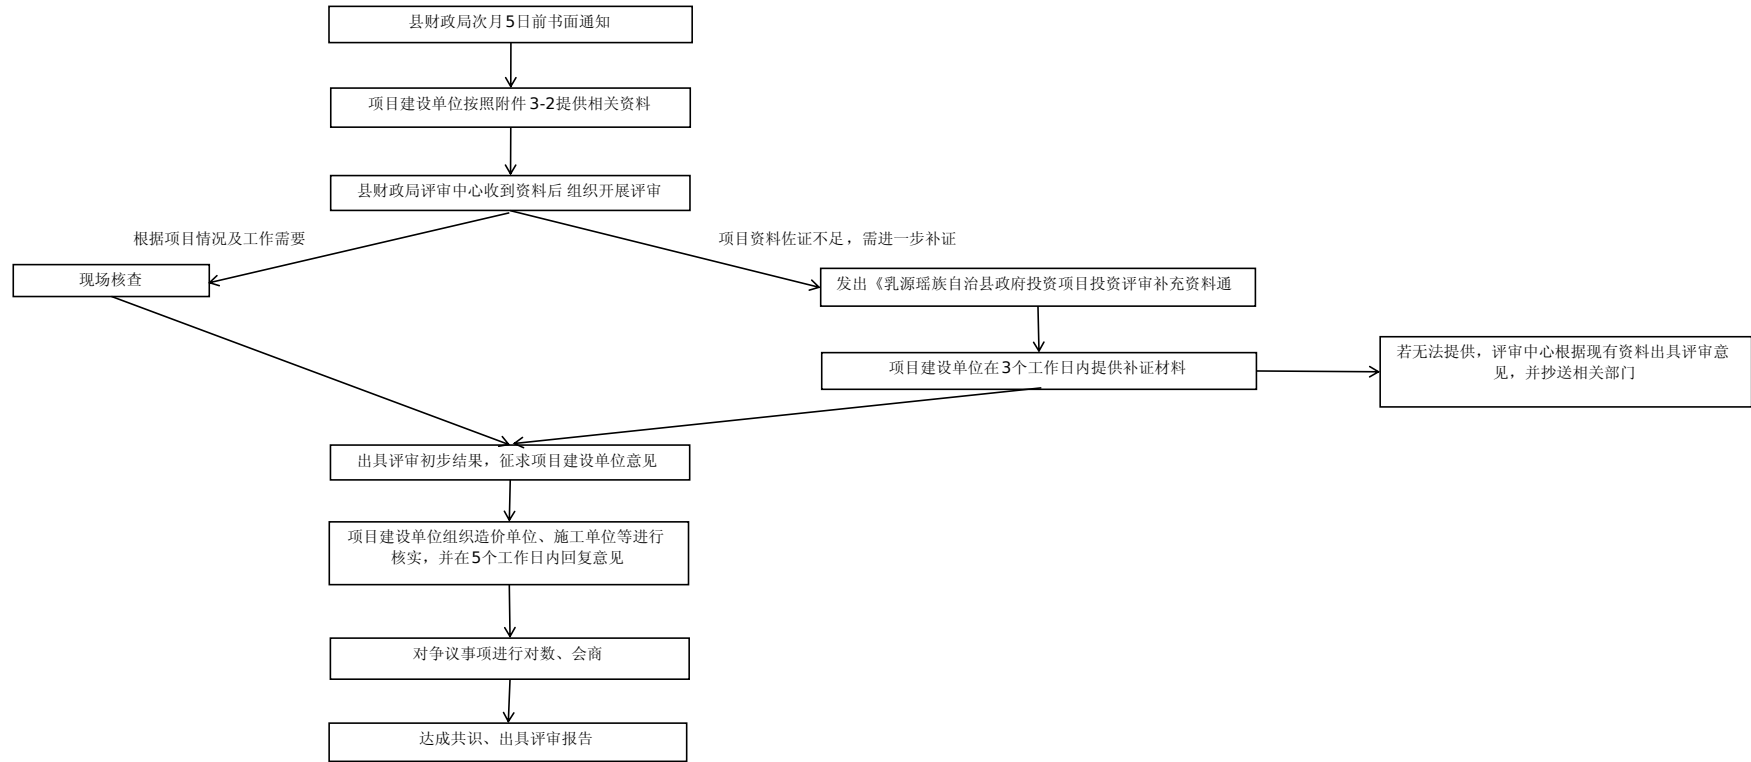 县财政局次月5日前书面通知
项目建设单位按照附件3-2提供相关资料
县财政局评审中心收到资料后 组织开展评审
根据项目情况及工作需要
项目资料佐证不足，需进一步补证
现场核查
发出《乳源瑶族自治县政府投资项目投资评审补充资料通
项目建设单位在3个工作日内提供补证材料
若无法提供，评审中心根据现有资料出具评审意
见，并抄送相关部门
出具评审初步结果，征求项目建设单位意见
项目建设单位组织造价单位、施工单位等进行
核实，并在5个工作日内回复意见
对争议事项进行对数、会商
达成共识、出具评审报告